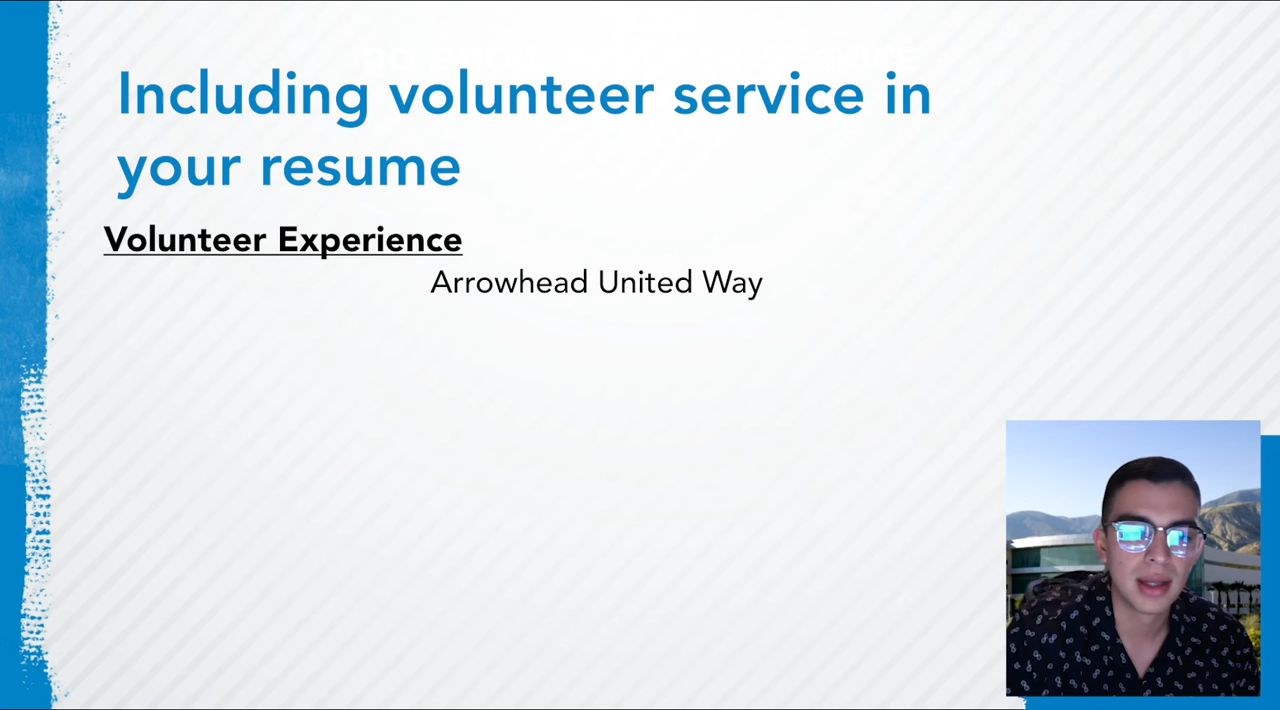 Including volunteer service in
your resume
Volunteer Experience
Arrowhead United Way